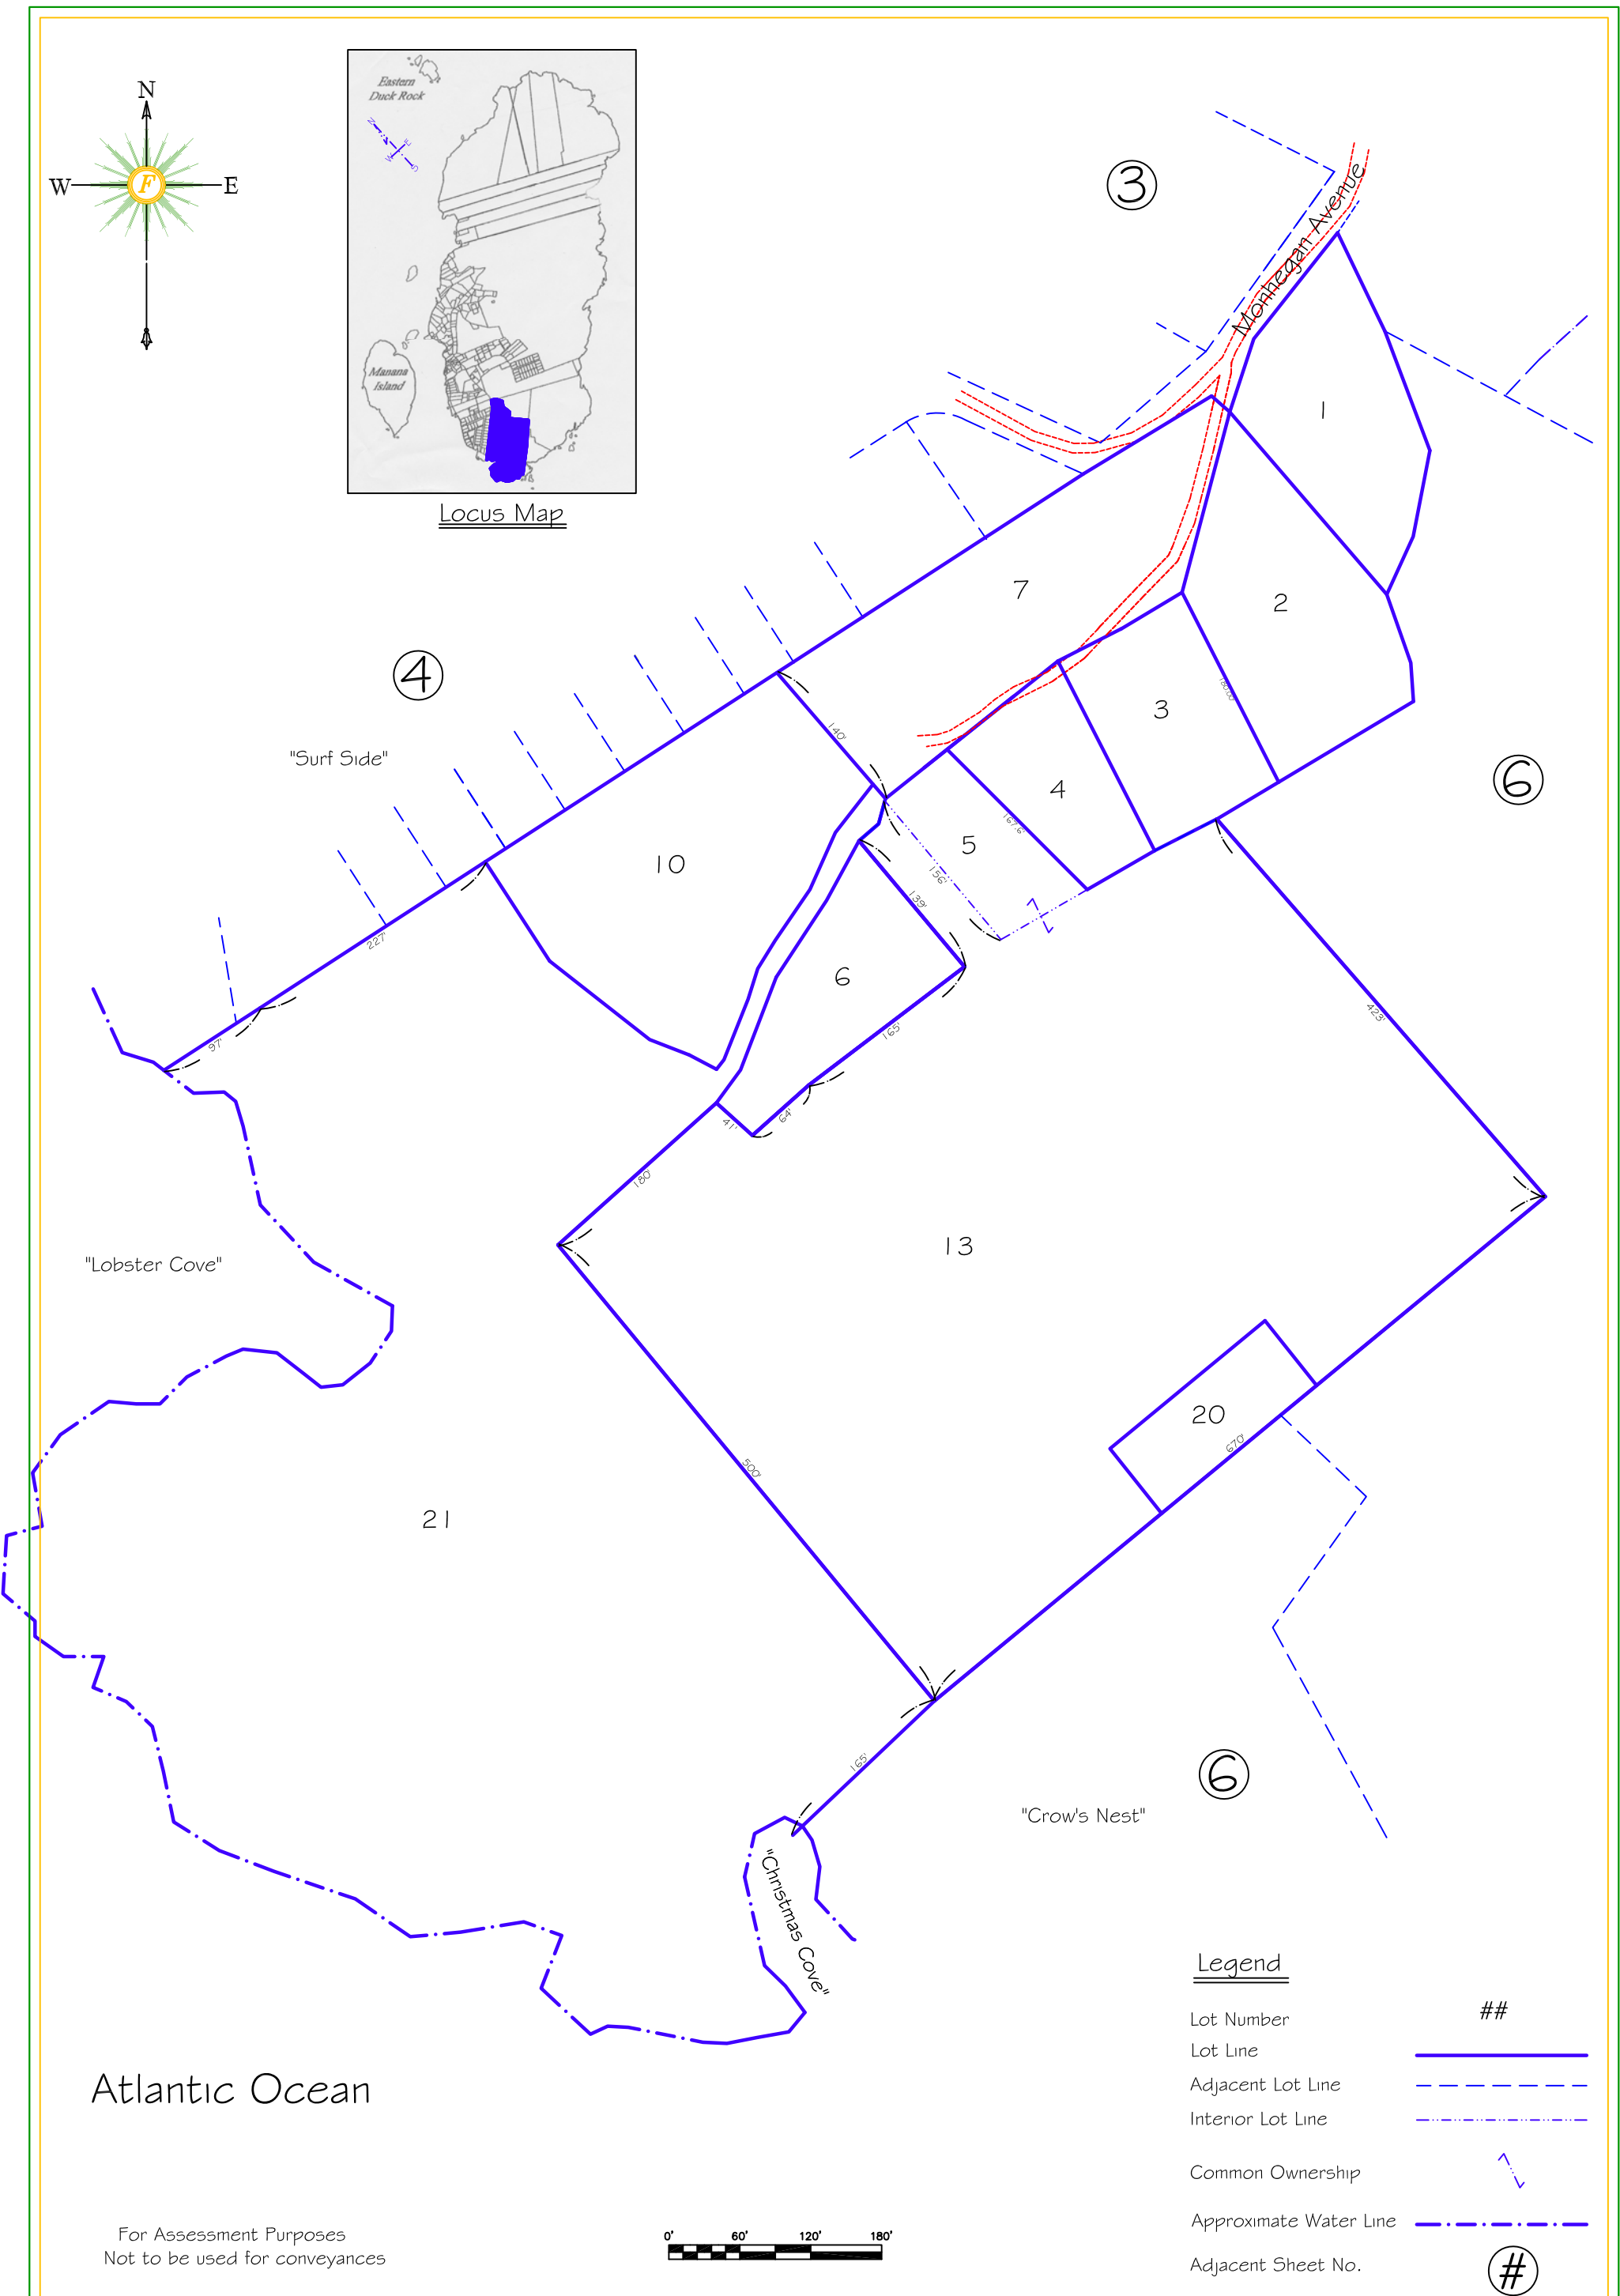 N
W
F
E
Eastern
Duck Rock
N
E
W
S
Manana
Island
Locus Map
3
Monhegan Avenue
1
7
2
4
"Surf Side"
180.00'
3
140'
6
4
167.6'
5
10
156'
139'
227'
6
423'
165'
97'
64'
41'
180'
13
"Lobster Cove"
20
670'
500'
21
165'
6
"Crow's Nest"
"Christmas Cove"
Legend
Lot Number ##
Lot Line
Adjacent Lot Line
Interior Lot Line
Common Ownership
Approximate Water Line
Adjacent Sheet No. #
Atlantic Ocean
For Assessment Purposes
Not to be used for conveyances
0' 60' 120' 180'